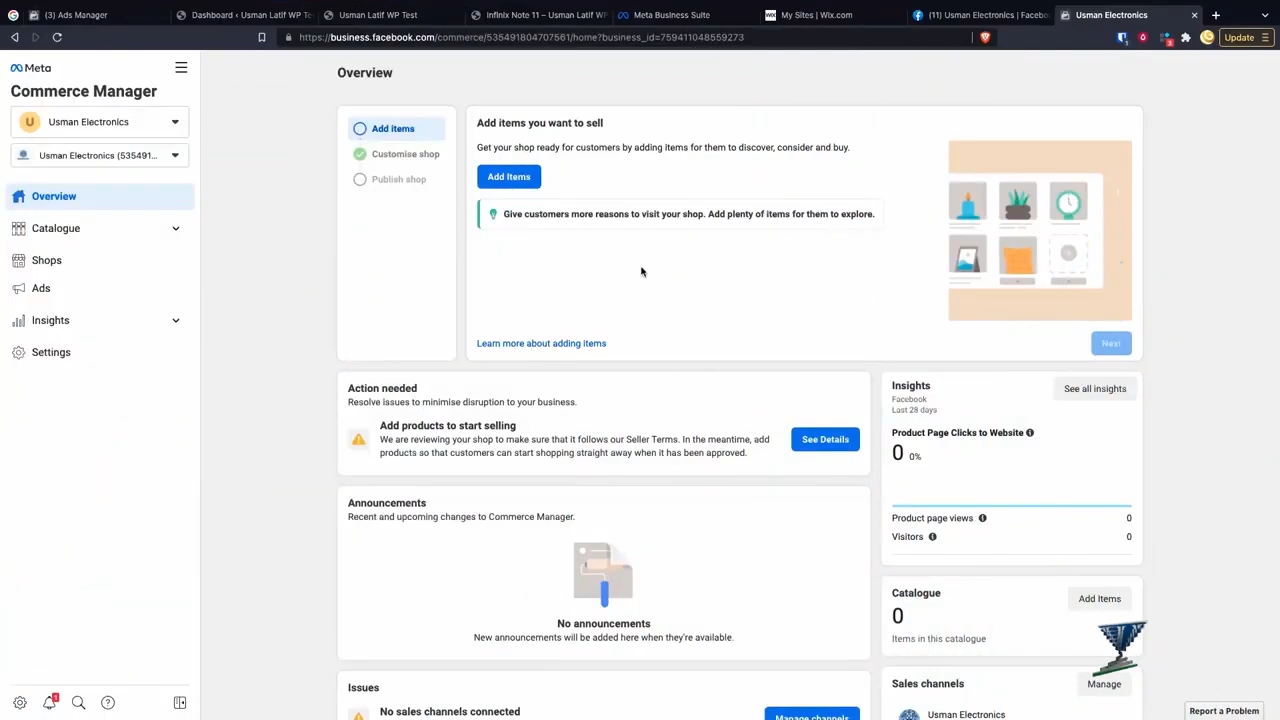 (3) Ads Manager
Dashboard ‹ Usman Latif WP Te
Usman Latif WP Test
Infinix Note 11 – Usman Latif WP
Meta Business Suite
WIX
My Sites | Wix.com
(11) Usman Electronics | Facebo
Usman Electronics
https://business.facebook.com/commerce/535491804707561/home?business_id=759411048559273
Update
Meta
Commerce Manager
U
Usman Electronics
Usman Electronics (535491...
Overview
Catalogue
Shops
Ads
Insights
Settings
Overview
Add items
Customise shop
Publish shop
Add items you want to sell
Get your shop ready for customers by adding items for them to discover, consider and buy.
Add Items
Give customers more reasons to visit your shop. Add plenty of items for them to explore.
Learn more about adding items
Next
Action needed
Resolve issues to minimise disruption to your business.
Add products to start selling
We are reviewing your shop to make sure that it follows our Seller Terms. In the meantime, add
products so that customers can start shopping straight away when it has been approved.
See Details
Announcements
Recent and upcoming changes to Commerce Manager.
No announcements
New announcements will be added here when they're available.
Issues
No sales channels connected
Manage channels
Insights
Facebook
Last 28 days
See all insights
Product Page Clicks to Website
0 0%
Product page views 0
Visitors 0
Catalogue
0
Items in this catalogue
Add Items
Sales channels
Manage
Usman Electronics
Report a Problem